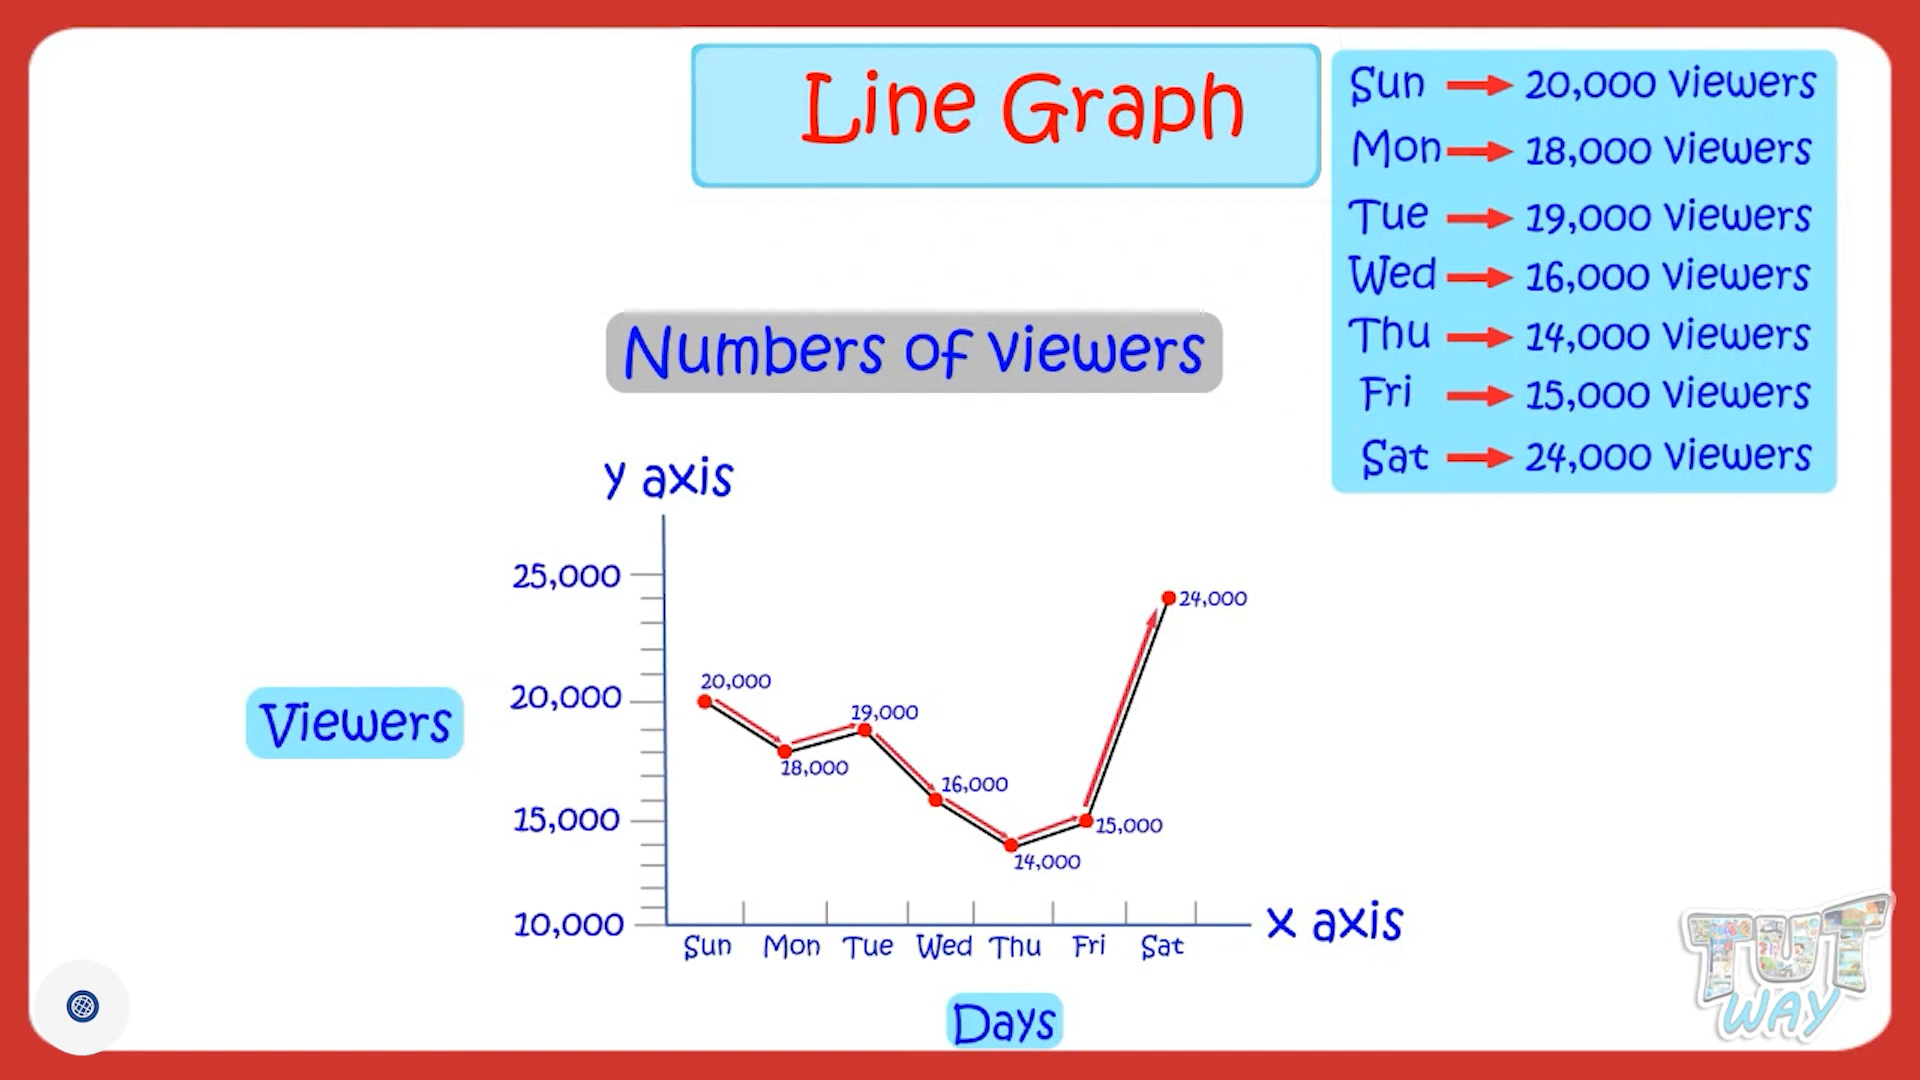 Line Graph
Sun → 20,000 Viewers
Mon → 18,000 Viewers
Tue → 19,000 Viewers
Wed → 16,000 Viewers
Thu → 14,000 Viewers
Fri → 15,000 Viewers
Sat → 24,000 Viewers
Numbers of viewers
y axis
25,000
20,000
15,000
10,000
Viewers
20,000
18,000
19,000
16,000
14,000
15,000
24,000
x axis
Sun Mon Tue Wed Thu Fri Sat
Days
TUT
WAY